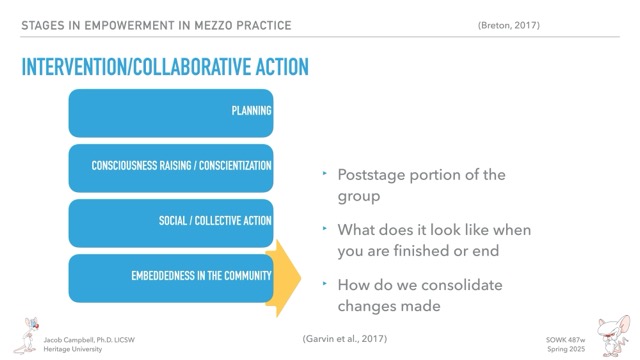 STAGES IN EMPOWERMENT IN MEZZO PRACTICE
(Breton, 2017)
INTERVENTION/COLLABORATIVE ACTION
PLANNING
CONSCIOUSNESS RAISING / CONSCIENTIZATION
SOCIAL / COLLECTIVE ACTION
EMBEDDEDNESS IN THE COMMUNITY
‣ Poststage portion of the
group
‣ What does it look like when
you are finished or end
‣ How do we consolidate
changes made
Jacob Campbell, Ph.D. LICSW
Heritage University
(Garvin et al., 2017)
SOWK 487w
Spring 2025